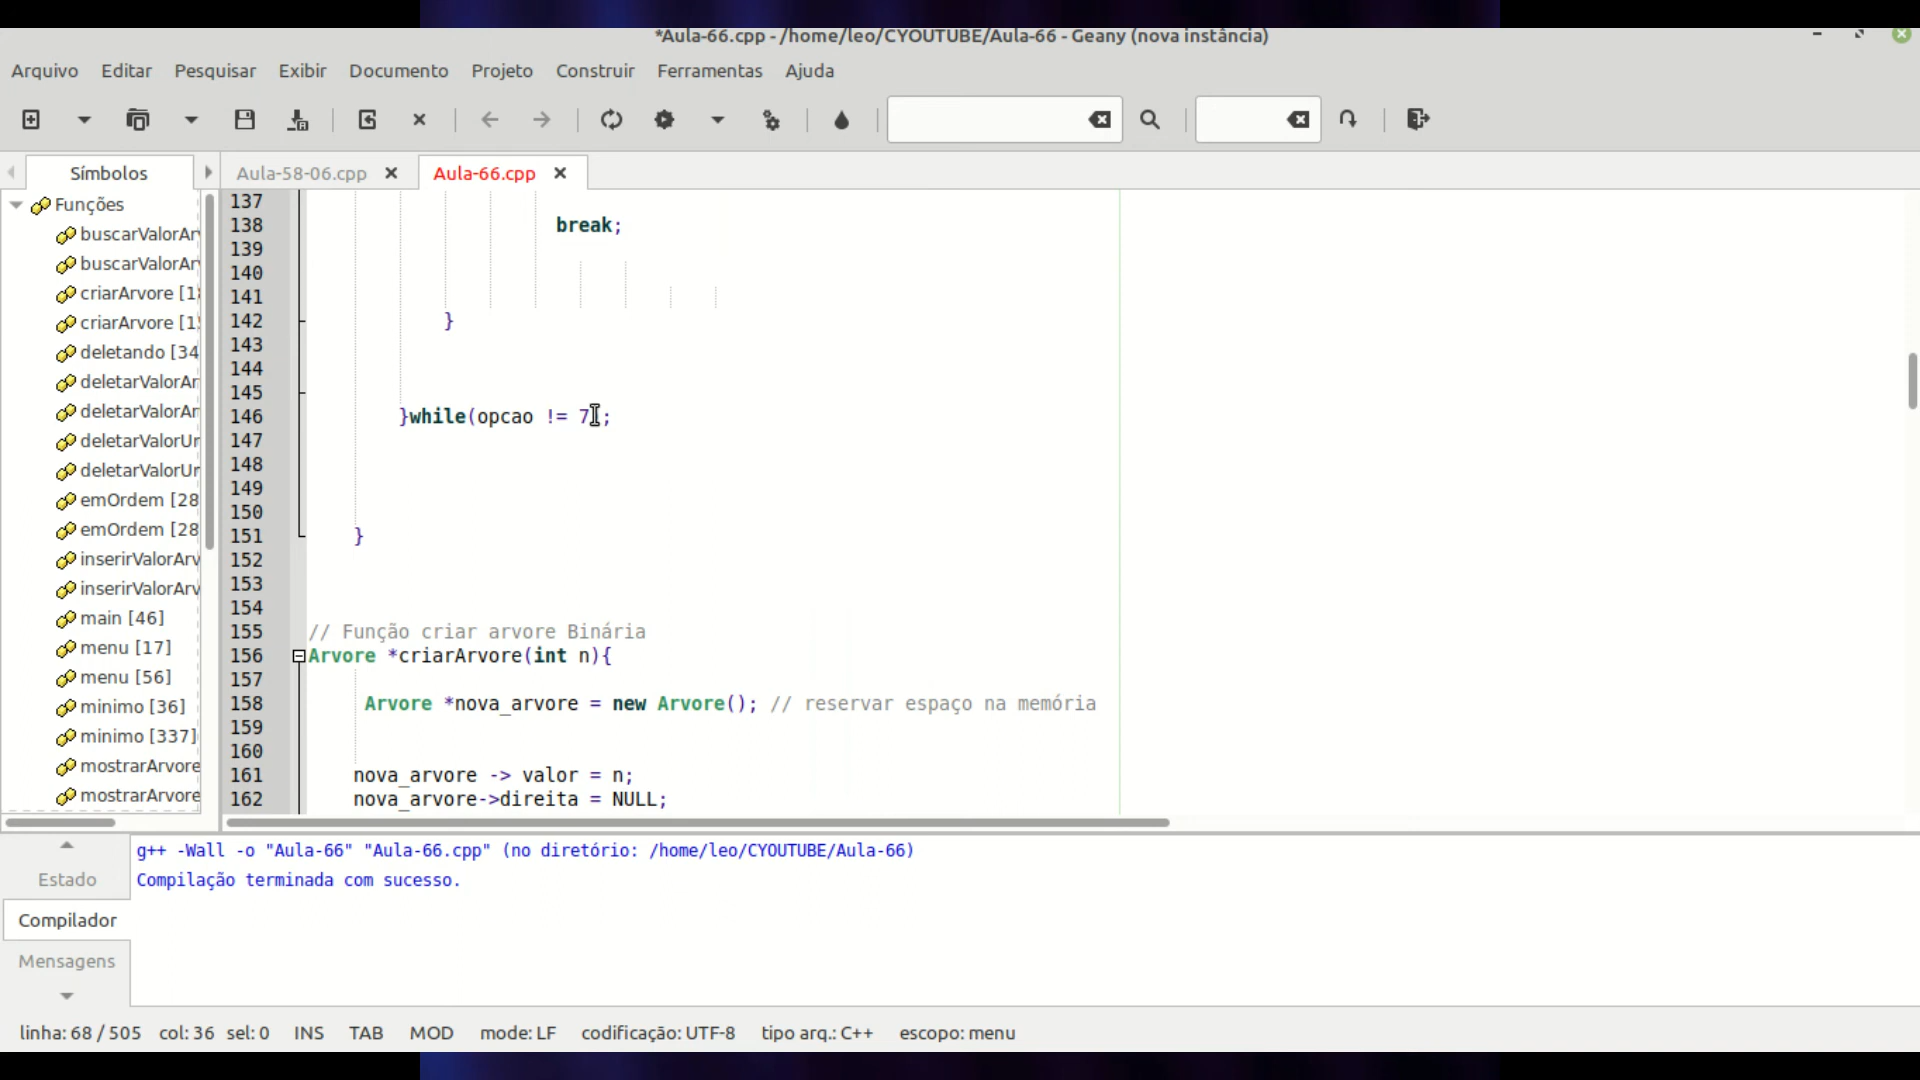 *Aula-66.cpp - /home/leo/CYOUTUBE/Aula-66 - Geany (nova instância)
Arquivo Editar Pesquisar Exibir Documento Projeto Construir Ferramentas Ajuda
Símbolos
Aula-58-06.cpp
Aula-66.cpp
Funções
buscarValorAr
buscarValorAr
criarArvore [18
criarArvore [15
deletando [34
deletarValorAr
deletarValorAr
deletarValorUr
deletarValorUr
emOrdem [28
emOrdem [28
inserirValorArv
inserirValorArv
main [46]
menu [17]
menu [56]
minimo [36]
minimo [337]
mostrarArvore
mostrarArvore
137
138 break;
139
140
141
142 }
143
144
145
146 }while(opcao != 7);
147
148
149
150
151 }
152
153
154
155 // Função criar arvore Binária
156 Arvore *criarArvore(int n){
157
158 Arvore *nova_arvore = new Arvore(); // reservar espaço na memória
159
160
161 nova_arvore -> valor = n;
162 nova_arvore->direita = NULL;
Estado
Compilador
Mensagens
g++ -Wall -o "Aula-66" "Aula-66.cpp" (no diretório: /home/leo/CYOUTUBE/Aula-66)
Compilação terminada com sucesso.
linha: 68 / 505 col: 36 sel: 0 INS TAB MOD mode: LF codificação: UTF-8 tipo arq.: C++ escopo: menu